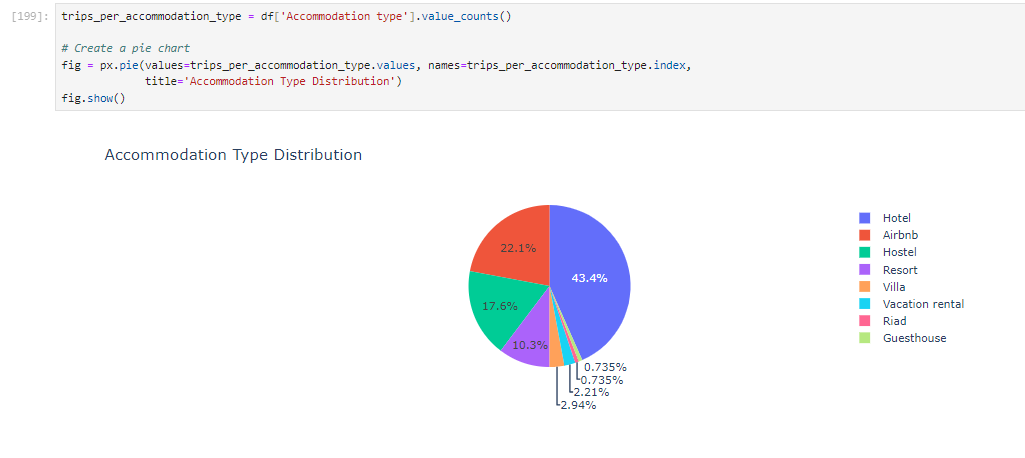 [199]: trips_per_accommodation_type = df['Accommodation type'].value_counts()
# Create a pie chart
fig = px.pie(values=trips_per_accommodation_type.values, names=trips_per_accommodation_type.index,
title='Accommodation Type Distribution')
fig.show()
Accommodation Type Distribution
22.1%
43.4%
17.6%
10.3%
0.735%
0.735%
2.21%
2.94%
Hotel
Airbnb
Hostel
Resort
Villa
Vacation rental
Riad
Guesthouse